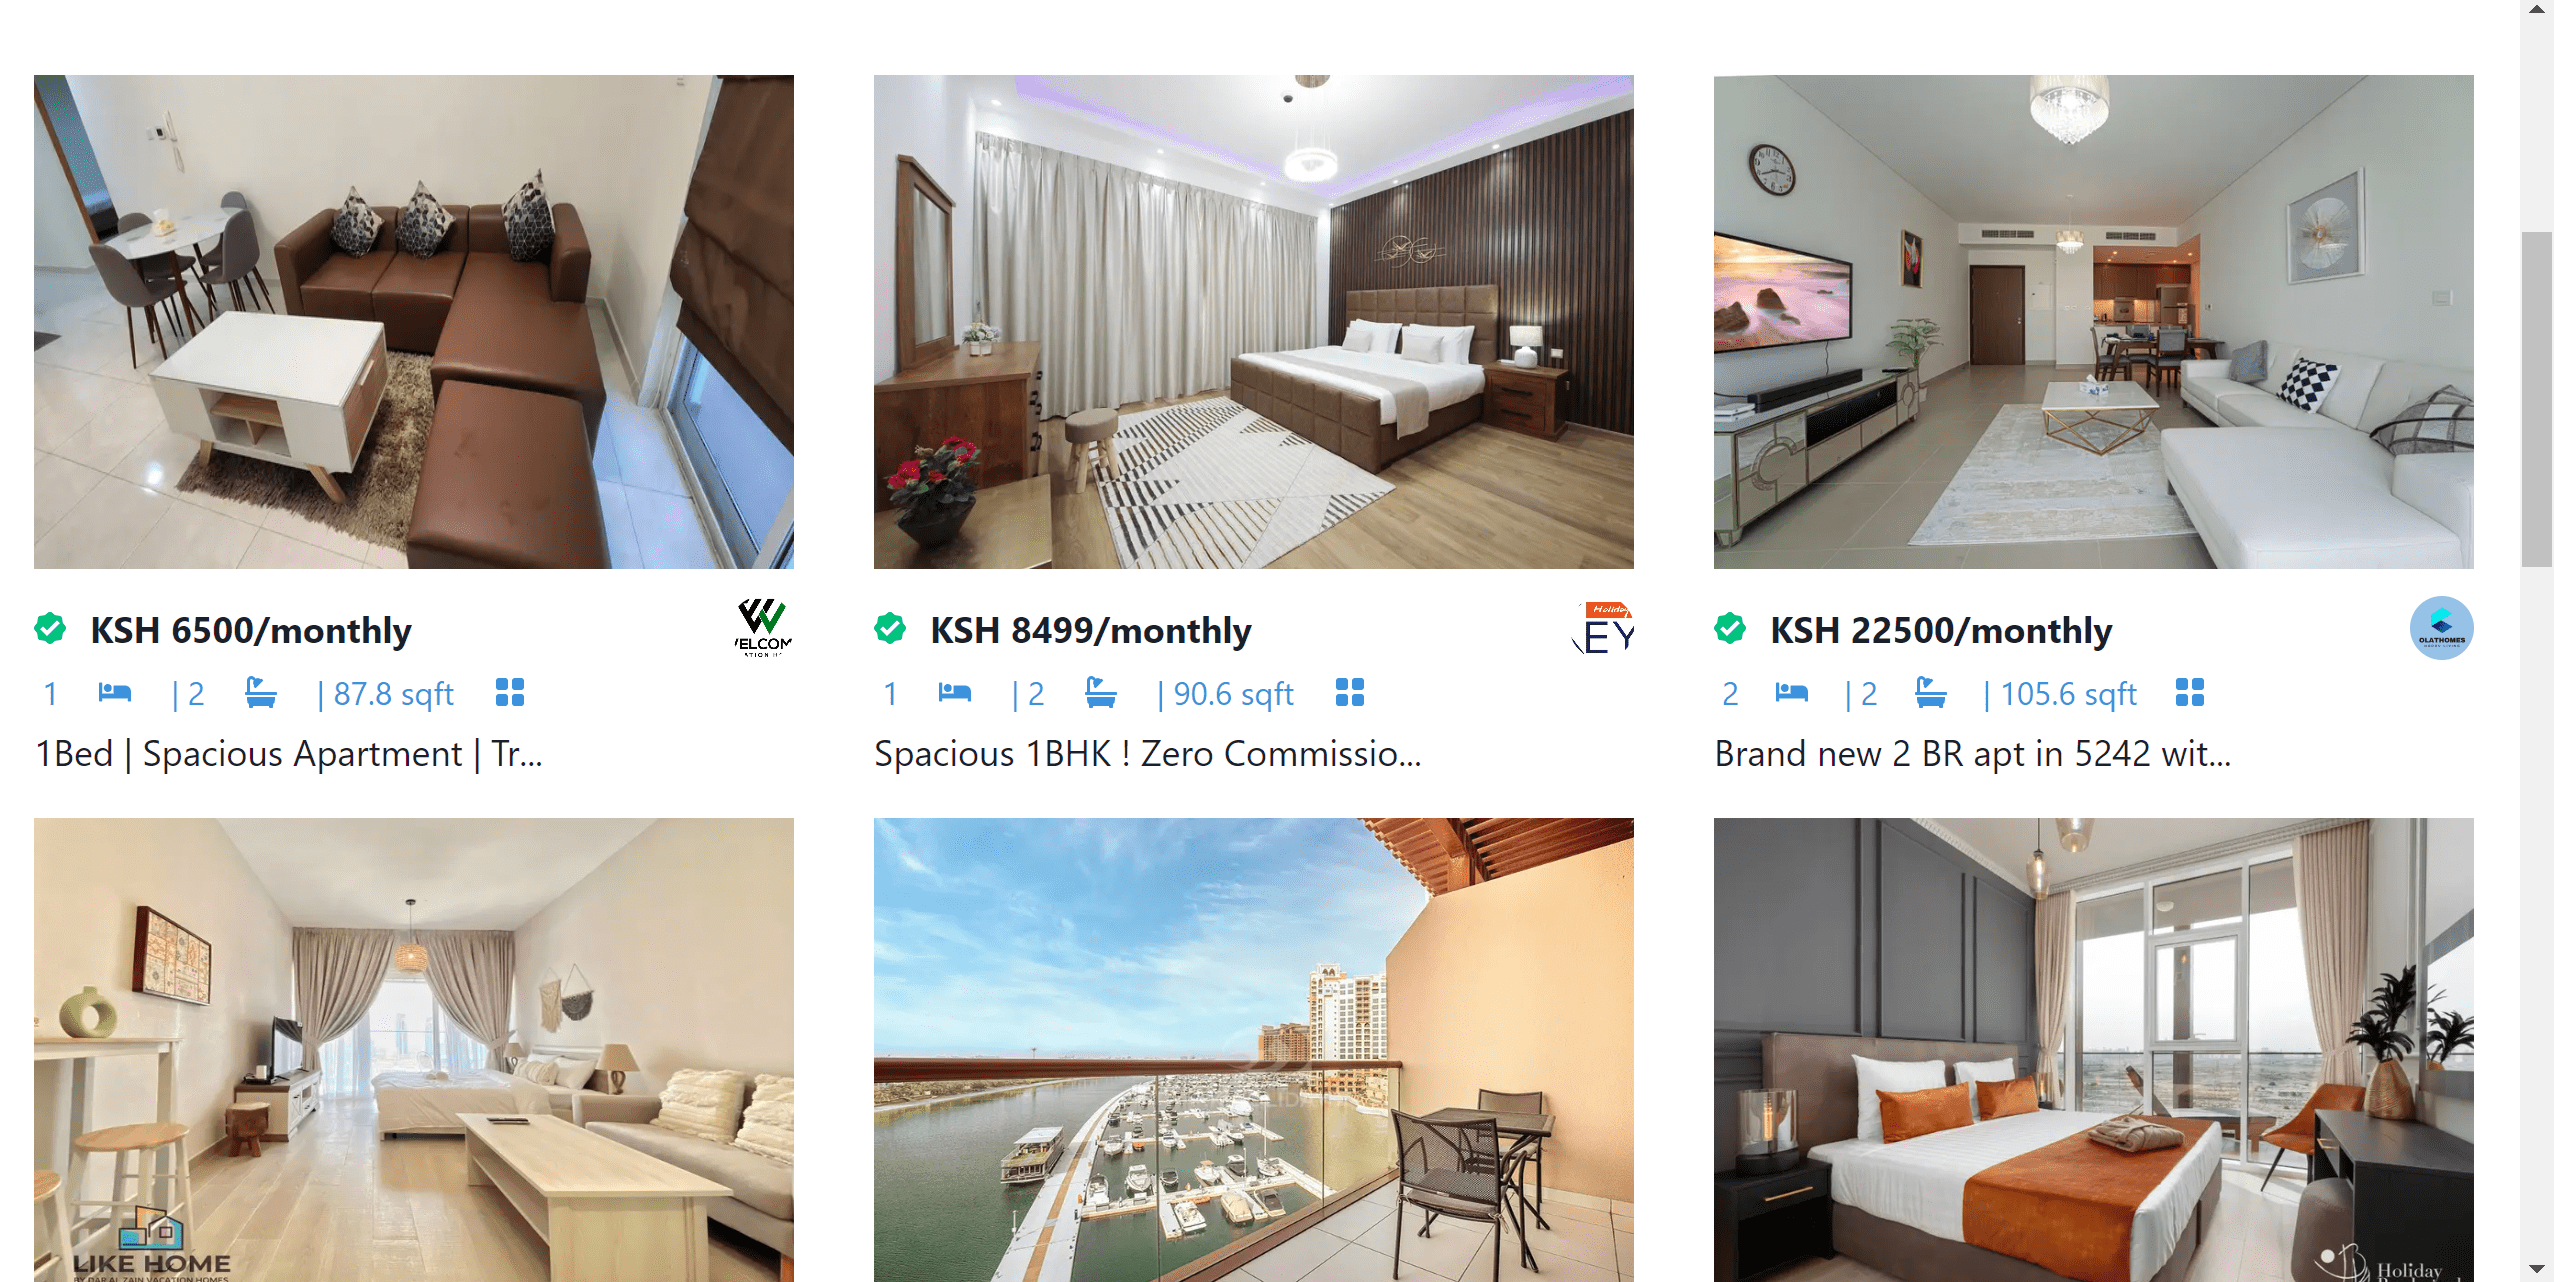 KSH 6500/monthly
1 | 2 | 87.8 sqft
1Bed | Spacious Apartment | Tr...
Holiday
KSH 8499/monthly
EY
1 | 2 | 90.6 sqft
Spacious 1BHK ! Zero Commissio...
KSH 22500/monthly
OLATHOMES
2 | 2 | 105.6 sqft
Brand new 2 BR apt in 5242 wit...
LIKE HOME
BY DAR AL ZAIN VACATION HOMES
Holiday